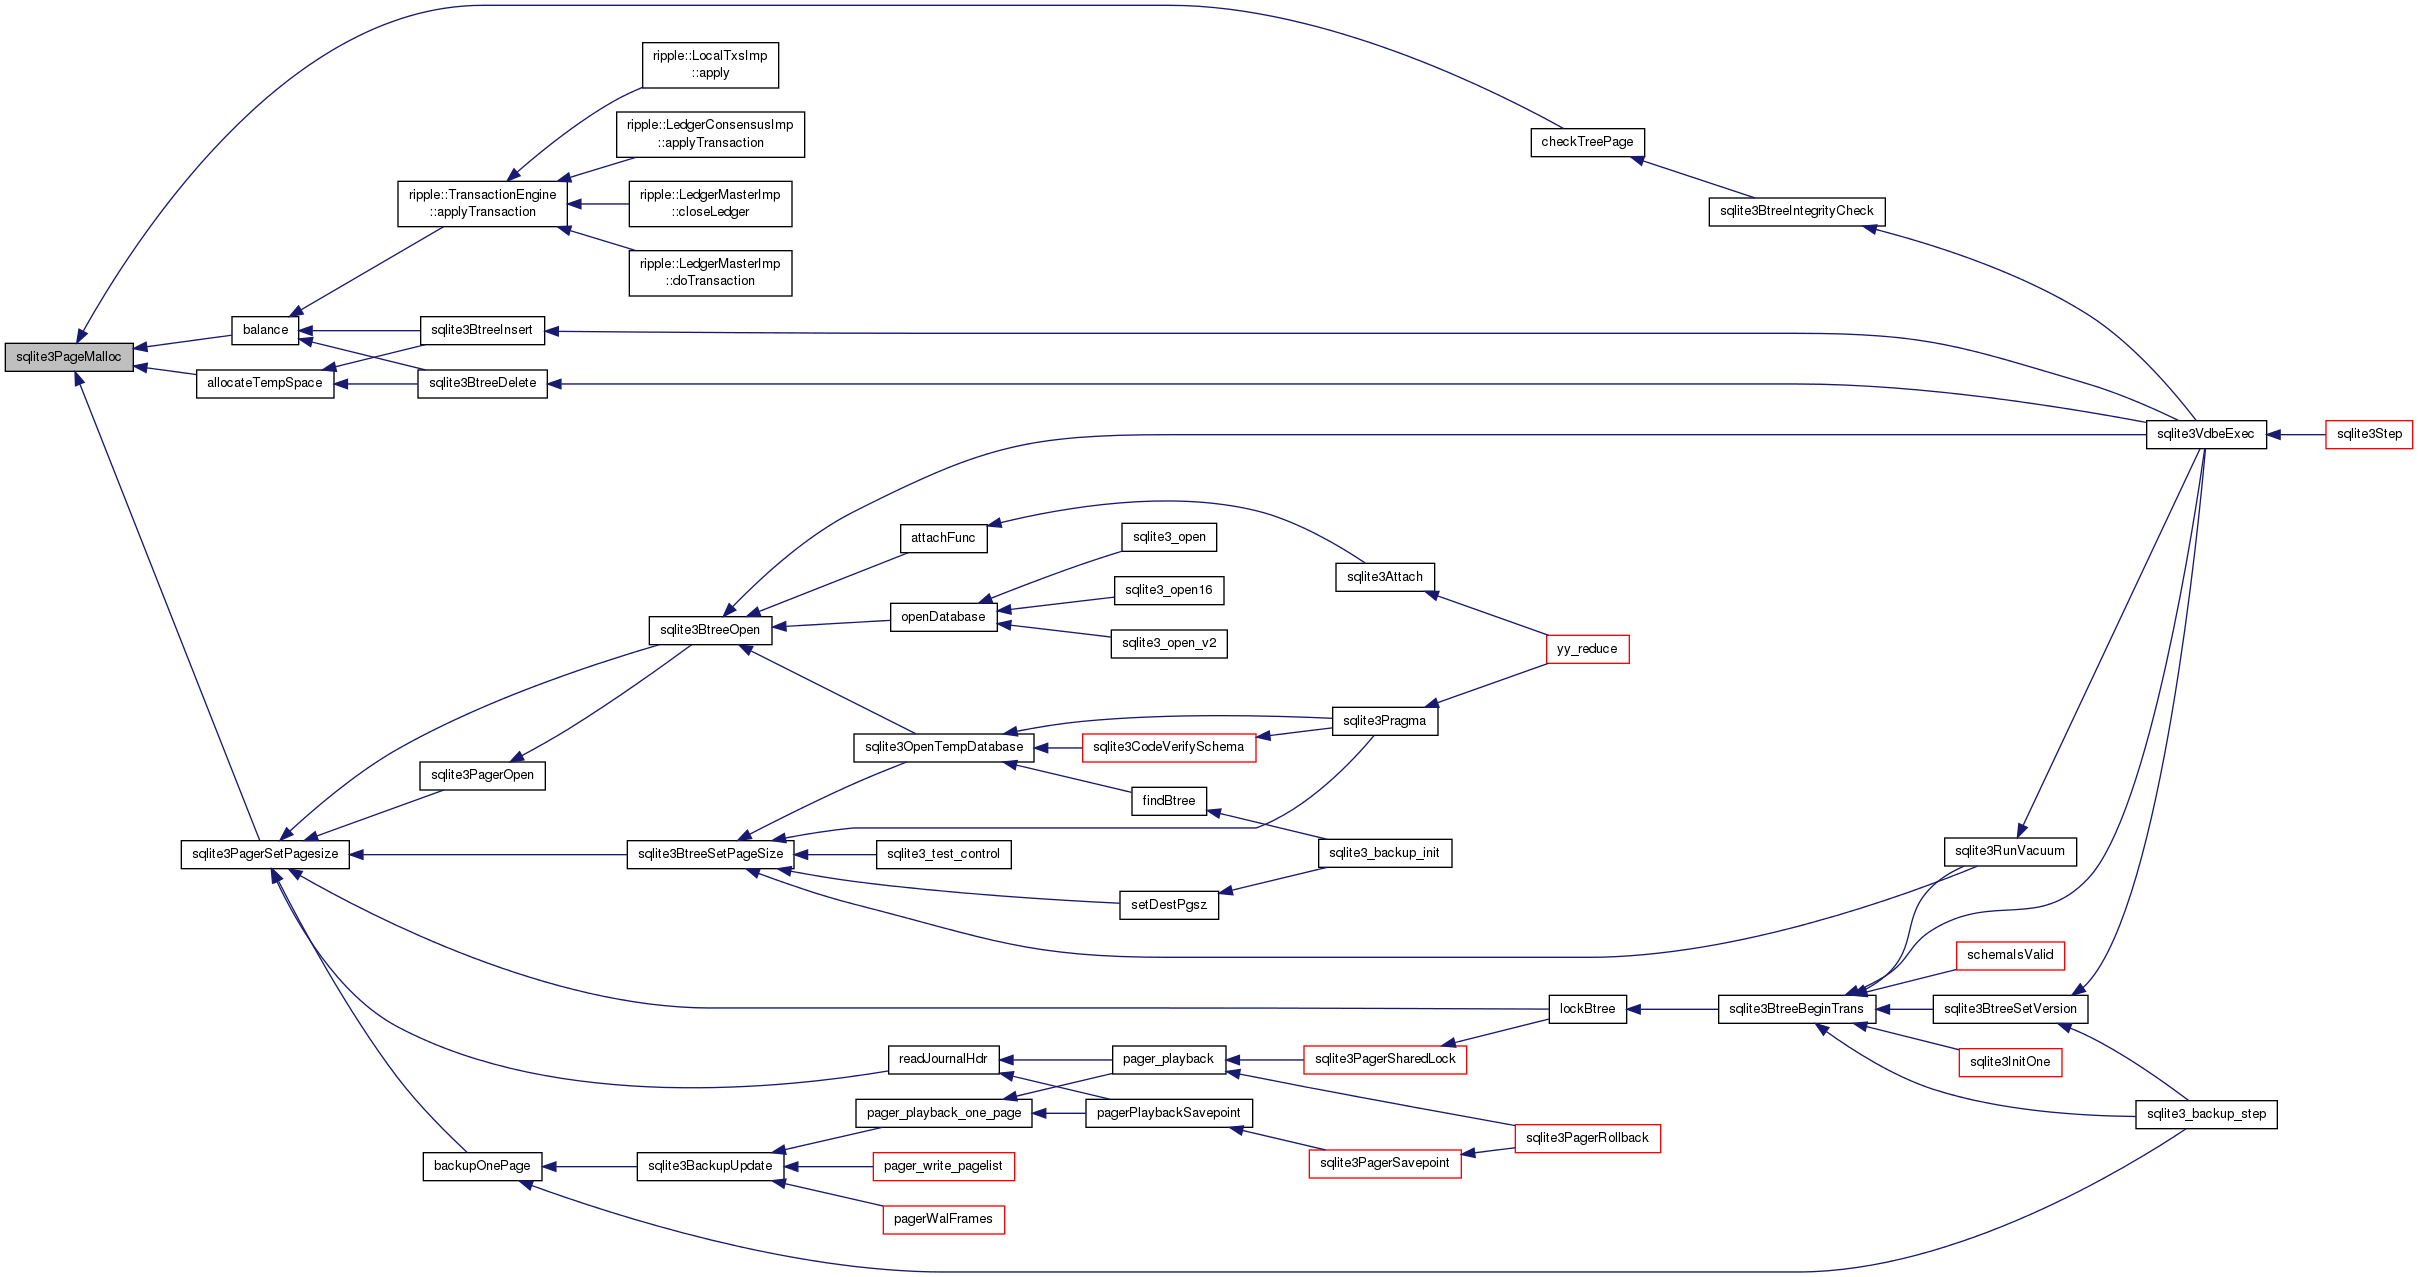 ripple::LocalTxsImp
::apply
ripple::LedgerConsensusImp
::applyTransaction
checkTreePage
ripple::TransactionEngine
::applyTransaction
ripple::LedgerMasterImp
::closeLedger
sqlite3BtreeIntegrityCheck
ripple::LedgerMasterImp
::doTransaction
balance
sqlite3BtreeInsert
sqlite3PageMalloc
allocateTempSpace
sqlite3BtreeDelete
sqlite3VdbeExec
sqlite3Step
attachFunc
sqlite3_open
sqlite3Attach
sqlite3_open16
openDatabase
sqlite3BtreeOpen
sqlite3_open_v2
yy_reduce
sqlite3Pragma
sqlite3OpenTempDatabase
sqlite3CodeVerifySchema
sqlite3PagerOpen
findBtree
sqlite3PagerSetPagesize
sqlite3BtreeSetPageSize
sqlite3_test_control
sqlite3_backup_init
sqlite3RunVacuum
setDestPgsz
schemaIsValid
lockBtree
sqlite3BtreeBeginTrans
sqlite3BtreeSetVersion
readJournalHdr
pager_playback
sqlite3PagerSharedLock
sqlite3InitOne
pager_playback_one_page
pagerPlaybackSavepoint
sqlite3_backup_step
sqlite3PagerRollback
backupOnePage
sqlite3BackupUpdate
pager_write_pagelist
sqlite3PagerSavepoint
pagerWalFrames